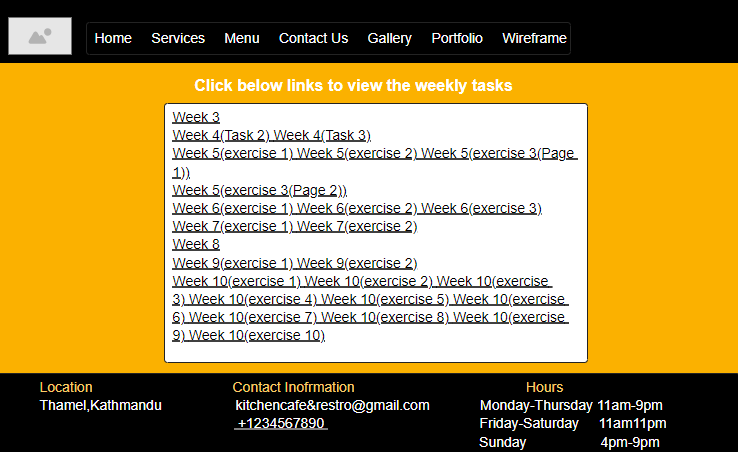 Home Services Menu Contact Us Gallery Portfolio Wireframe
Click below links to view the weekly tasks
Week 3
Week 4(Task 2) Week 4(Task 3)
Week 5(exercise 1) Week 5(exercise 2) Week 5(exercise 3(Page
1))
Week 5(exercise 3(Page 2))
Week 6(exercise 1) Week 6(exercise 2) Week 6(exercise 3)
Week 7(exercise 1) Week 7(exercise 2)
Week 8
Week 9(exercise 1) Week 9(exercise 2)
Week 10(exercise 1) Week 10(exercise 2) Week 10(exercise
3) Week 10(exercise 4) Week 10(exercise 5) Week 10(exercise
6) Week 10(exercise 7) Week 10(exercise 8) Week 10(exercise
9) Week 10(exercise 10)
Location Contact Inofrmation Hours
Thamel,Kathmandu kitchencafe&restro@gmail.com Monday-Thursday 11am-9pm
+1234567890 Friday-Saturday 11am11pm
Sunday 4pm-9pm